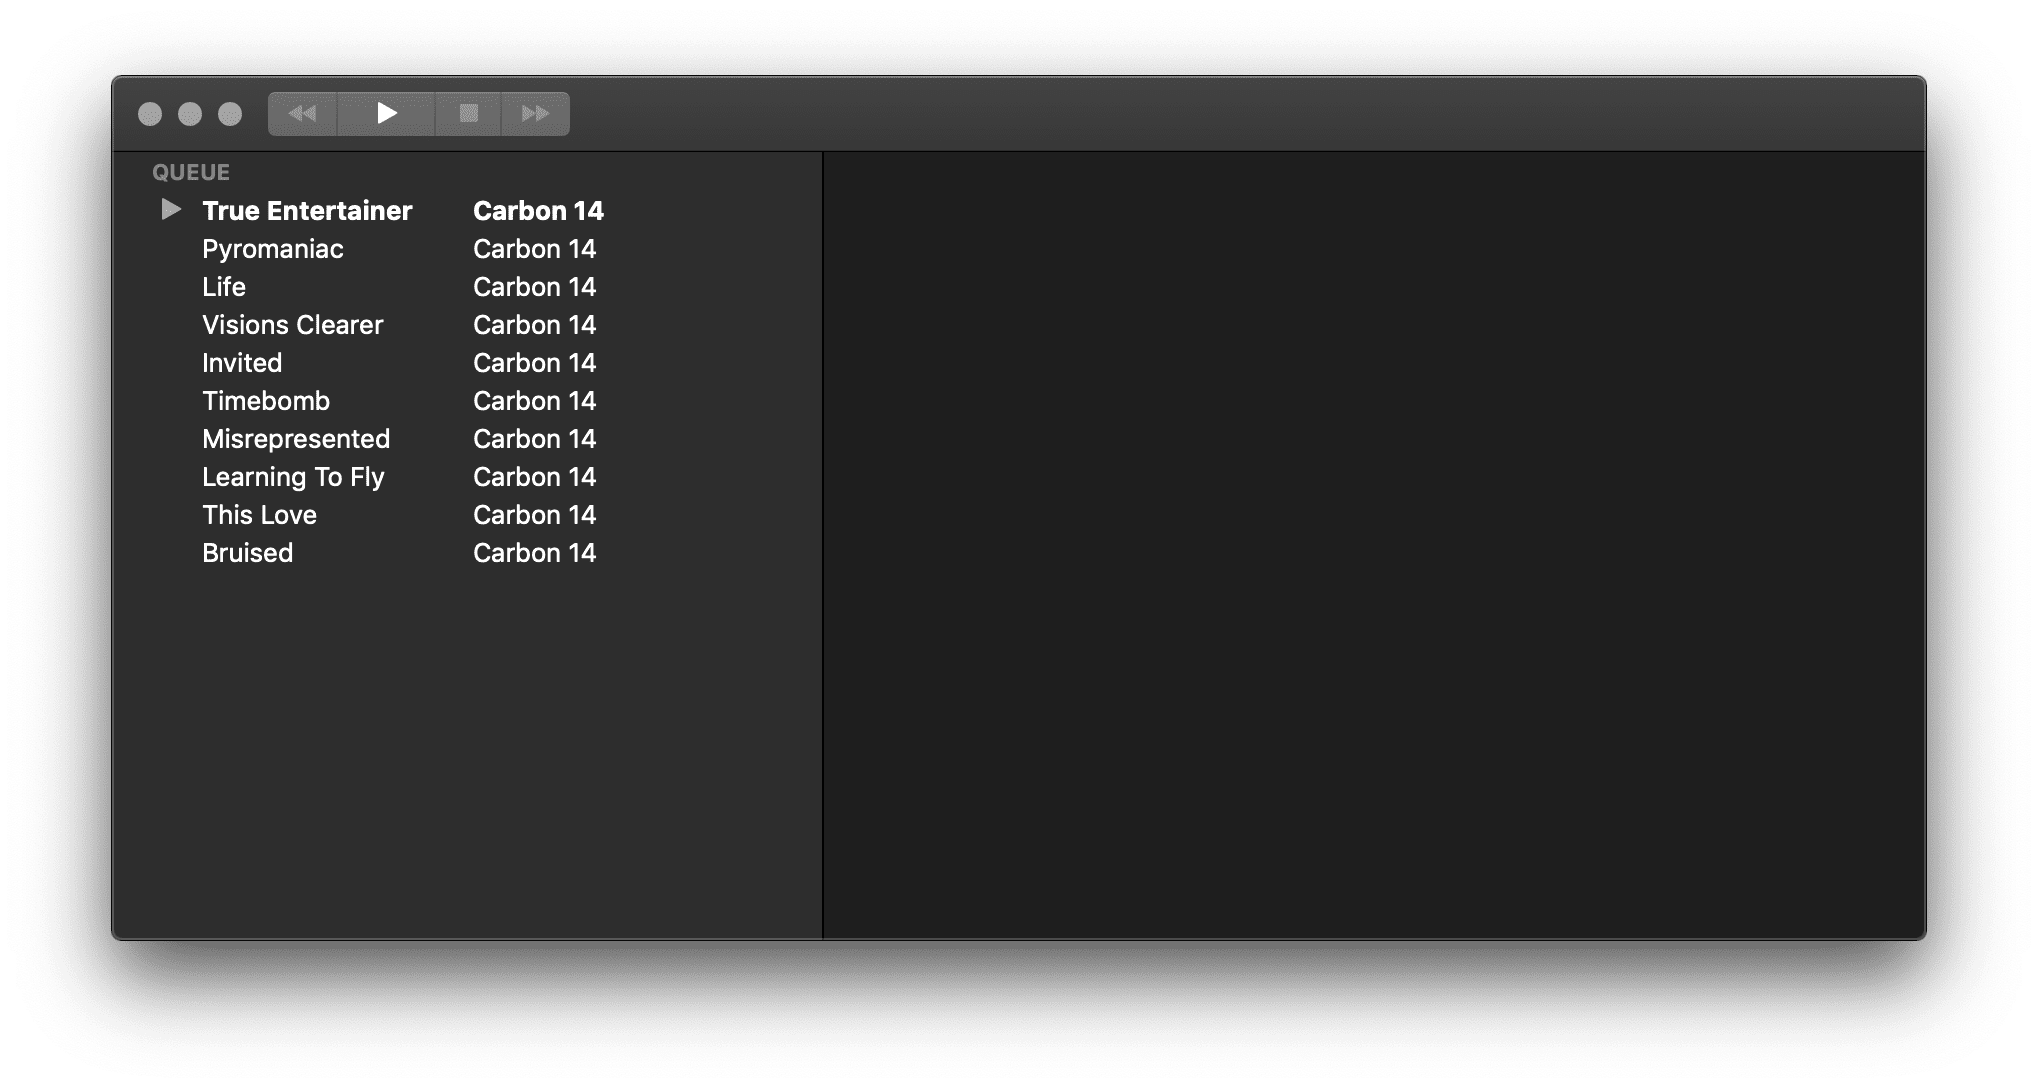 QUEUE
True Entertainer Carbon 14
Pyromaniac Carbon 14
Life Carbon 14
Visions Clearer Carbon 14
Invited Carbon 14
Timebomb Carbon 14
Misrepresented Carbon 14
Learning To Fly Carbon 14
This Love Carbon 14
Bruised Carbon 14